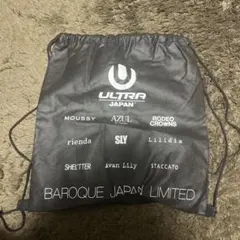 ULTRA
JAPAN
MOUSSY AZUL RODEO CROWNS
rienda SLY Lilidia
SHEL'TTER Avan Lily STACCATO
BAROQUE JAPAN LIMITED